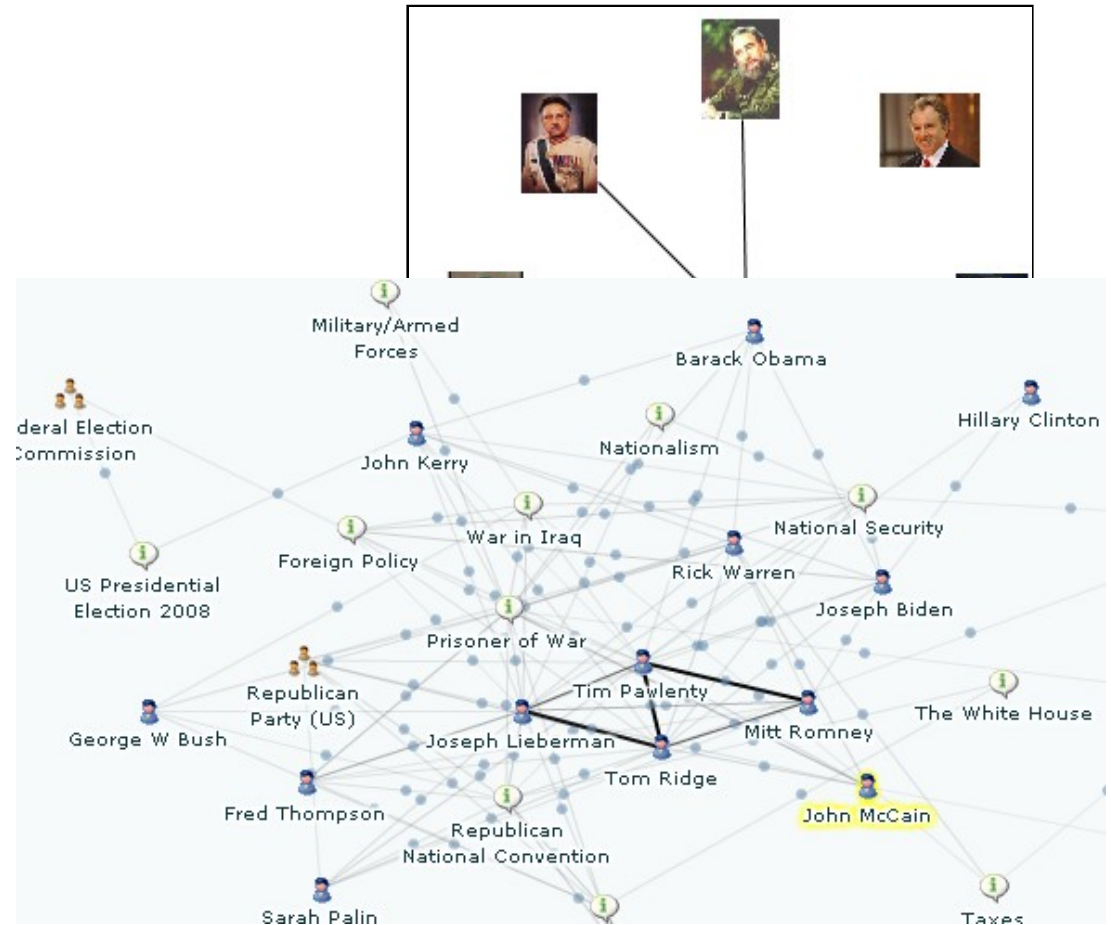 Military/Armed
Forces
Barack Obama
deral Election
Commission
Hillary Clinton
John Kerry
Nationalism
War in Iraq
National Security
Foreign Policy
Rick Warren
US Presidential
Election 2008
Joseph Biden
Prisoner of War
Republican
Party (US)
Tim Pawlenty
The White House
George W Bush
Joseph Lieberman
Mitt Romney
Tom Ridge
Fred Thompson
John McCain
Republican
National Convention
Sarah Palin
Taxes